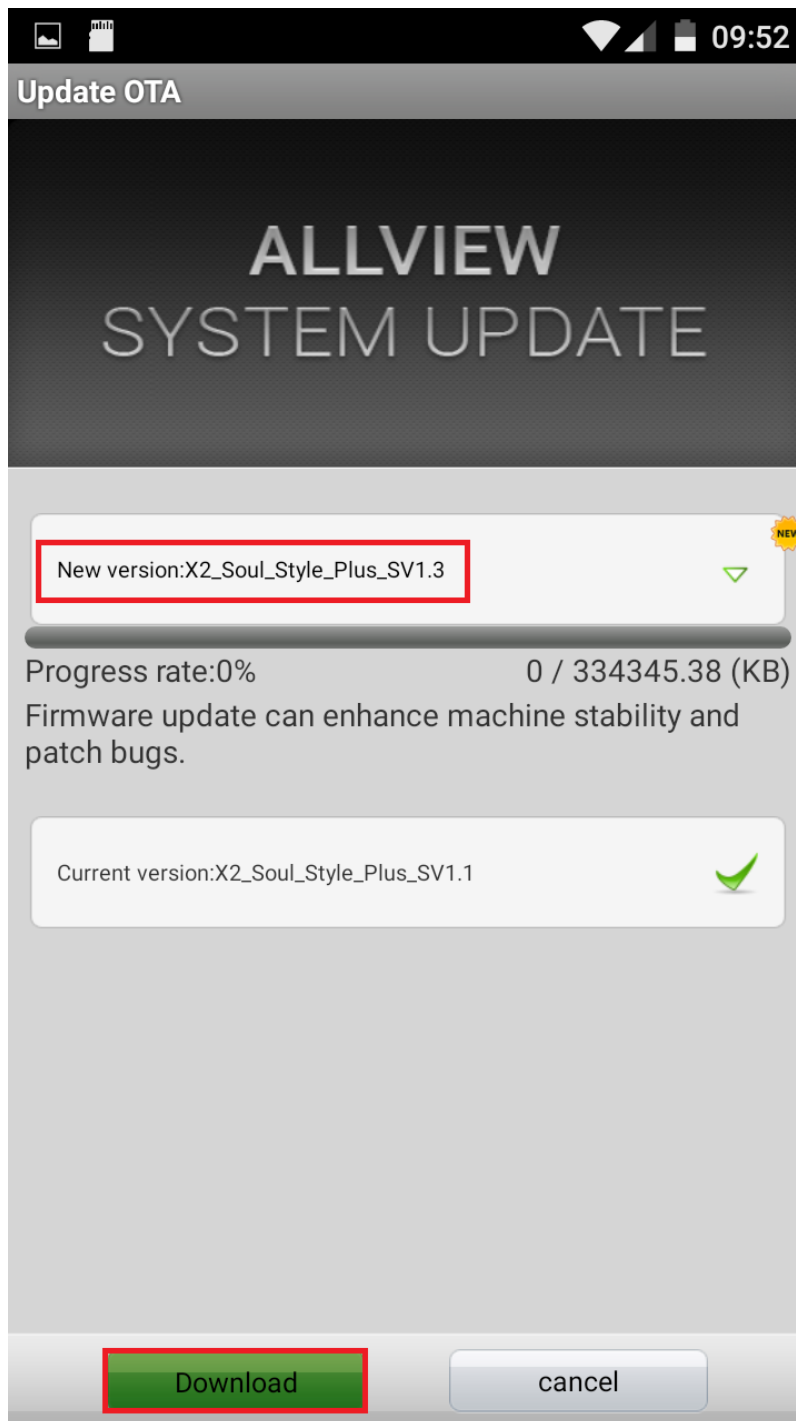 09:52
Update OTA
ALLVIEW
SYSTEM UPDATE
NEW
New version:X2_Soul_Style_Plus_SV1.3
Progress rate:0% 0 / 334345.38 (KB)
Firmware update can enhance machine stability and
patch bugs.
Current version:X2_Soul_Style_Plus_SV1.1
Download cancel